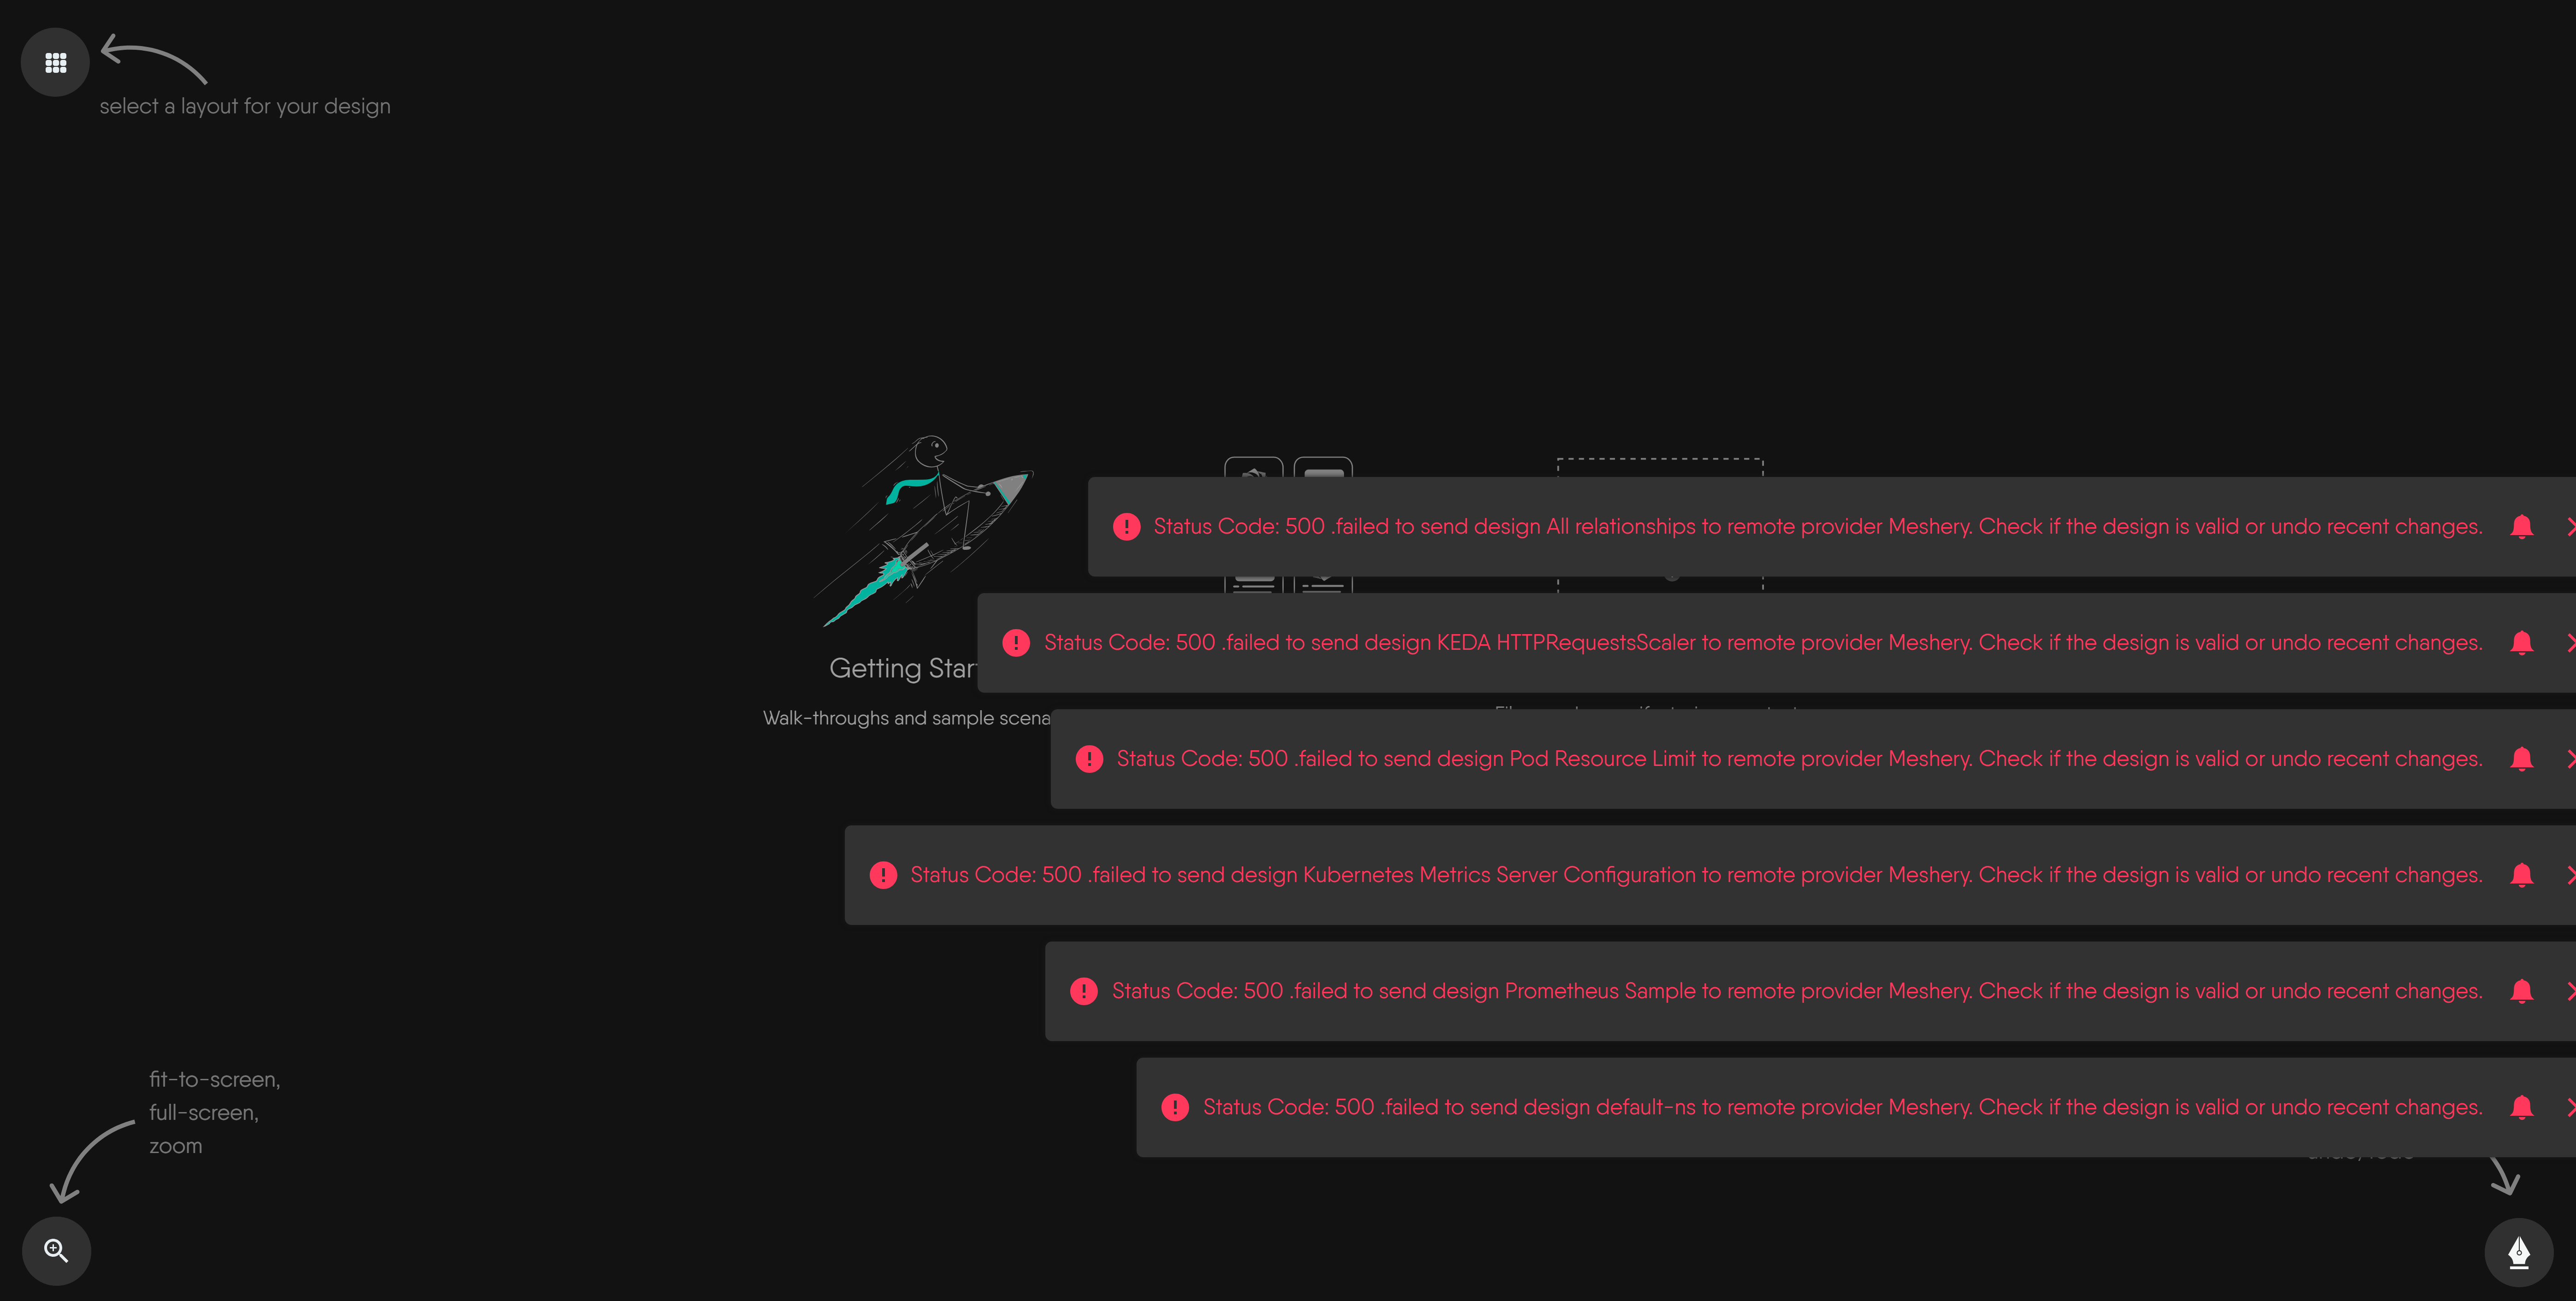 select a layout for your design
Status Code: 500 .failed to send design All relationships to remote provider Meshery. Check if the design is valid or undo recent changes.
Status Code: 500 .failed to send design KEDA HTTPRequestsScaler to remote provider Meshery. Check if the design is valid or undo recent changes.
Getting Star
Walk-throughs and sample scena
Status Code: 500 .failed to send design Pod Resource Limit to remote provider Meshery. Check if the design is valid or undo recent changes.
Status Code: 500 .failed to send design Kubernetes Metrics Server Configuration to remote provider Meshery. Check if the design is valid or undo recent changes.
Status Code: 500 .failed to send design Prometheus Sample to remote provider Meshery. Check if the design is valid or undo recent changes.
Status Code: 500 .failed to send design default-ns to remote provider Meshery. Check if the design is valid or undo recent changes.
fit-to-screen,
full-screen,
zoom